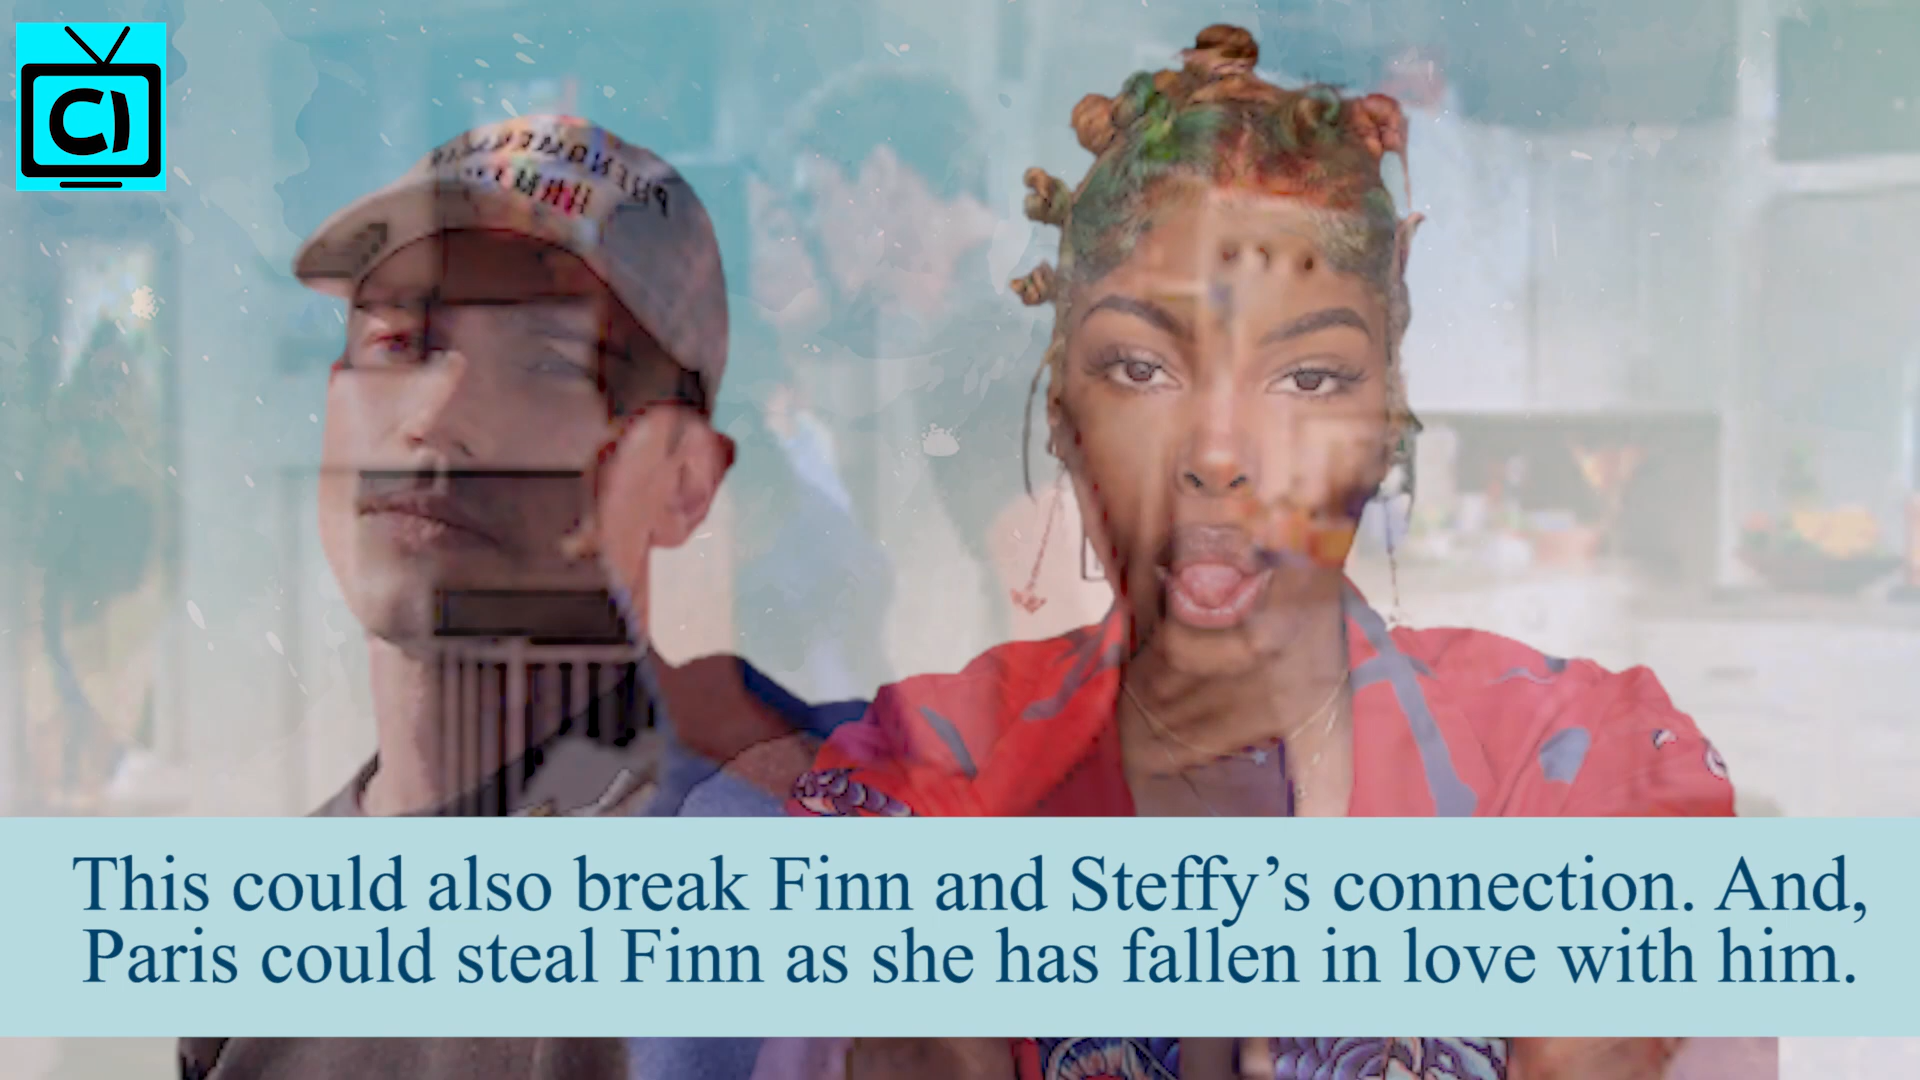 CI
This could also break Finn and Steffy’s connection. And,
Paris could steal Finn as she has fallen in love with him.